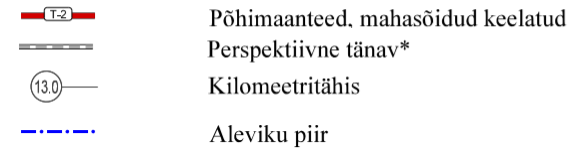 T-2 Põhimaanteed, mahasõidud keelatud
Perspektiivne tänav*
13.0 Kilomeetritähis
Aleviku piir